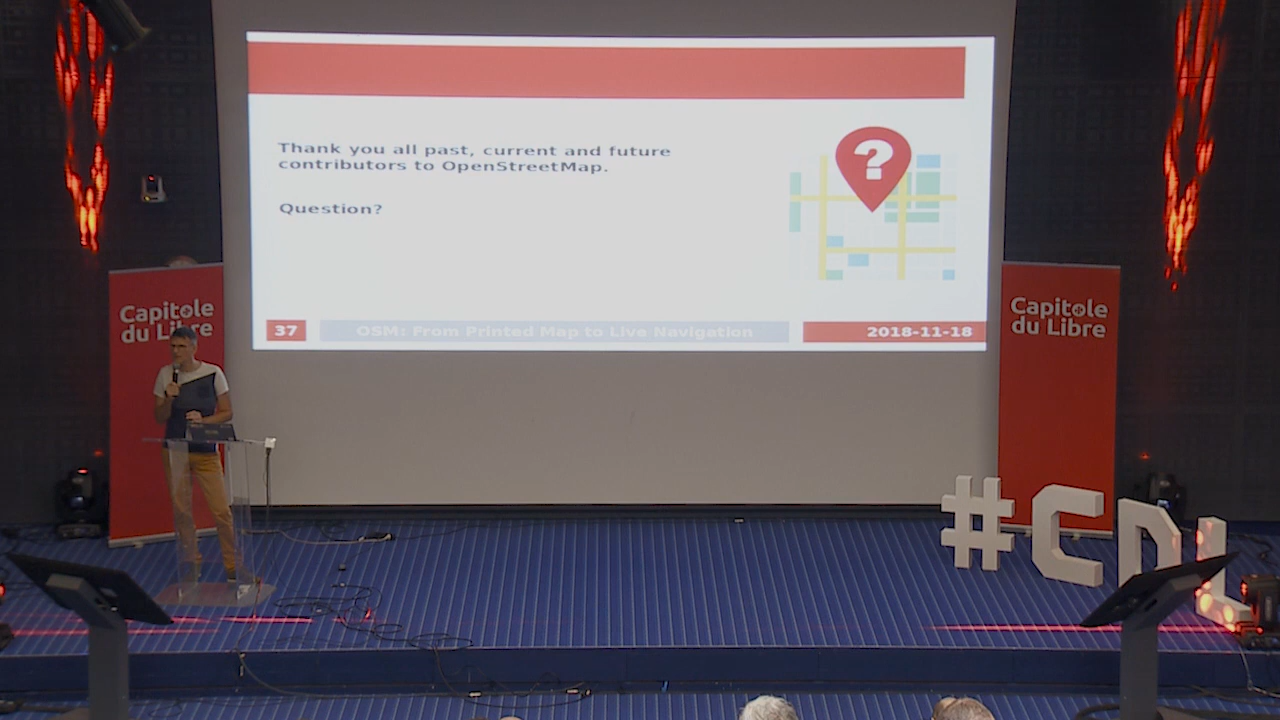 Thank you all past, current and future
contributors to OpenStreetMap.
Question?
?
37
OSM: From Printed Map to Live Navigation
2018-11-18
Capitole
du Libre
Capitole
du Libre
#CDL